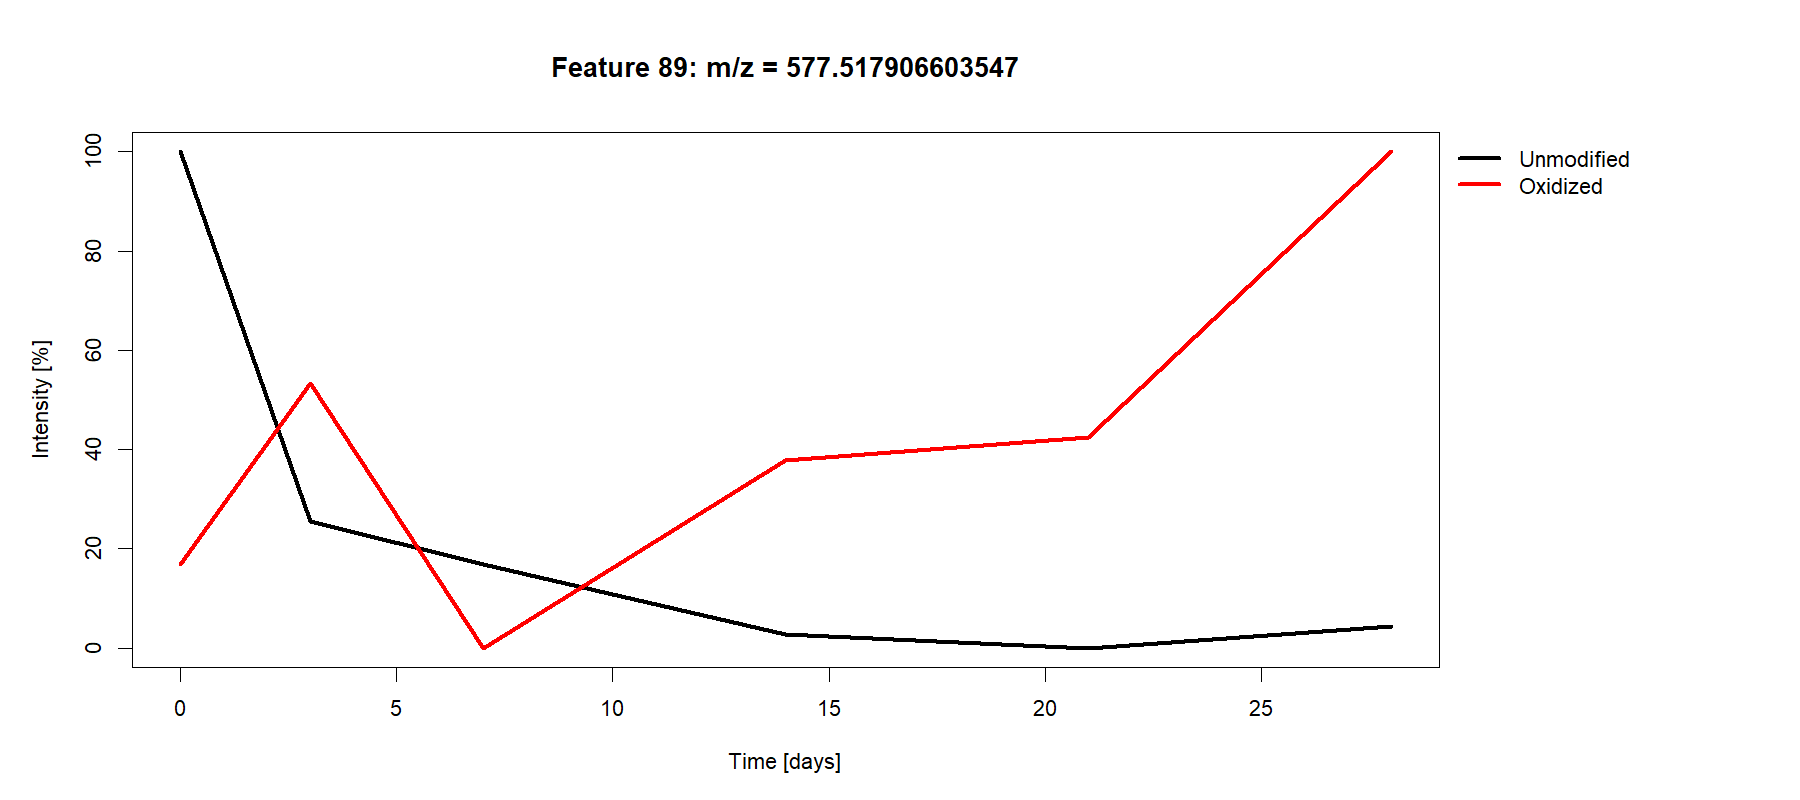 Feature 89: m/z = 577.517906603547
Unmodified
Oxidized
Intensity [%]
100
80
60
40
20
0
0 5 10 15 20 25
Time [days]